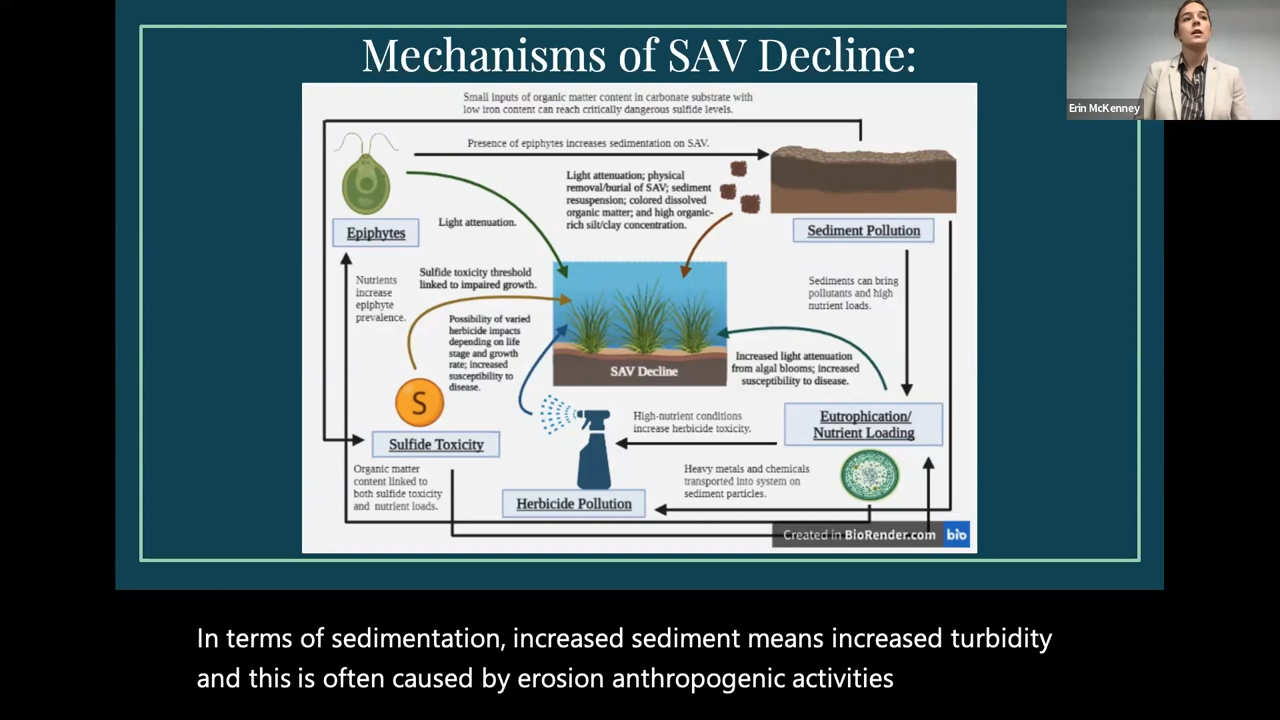 Mechanisms of SAV Decline:
Erin McKenney
Small inputs of organic matter content in carbonate substrate with
low iron content can reach critically dangerous sulfide levels.
Presence of epiphytes increases sedimentation on SAV.
Light attenuation; physical
removal/burial of SAV; sediment
resuspension; colored dissolved
organic matter; and high organic-
rich silt/clay concentration.
Light attenuation.
Epiphytes
Sediment Pollution
Nutrients
increase
epiphyte
prevalence.
Sulfide toxicity threshold
linked to impaired growth.
Sediments can bring
pollutants and high
nutrient loads.
Possibility of varied
herbicide impacts
depending on life
stage and growth
rate; increased
susceptibility to
disease.
SAV Decline
Increased light attenuation
from algal blooms; increased
susceptibility to disease.
S
Sulfide Toxicity
High-nutrient conditions
increase herbicide toxicity.
Eutrophication/
Nutrient Loading
Organic matter
content linked to
both sulfide toxicity
and nutrient loads.
Herbicide Pollution
Heavy metals and chemicals
transported into system on
sediment particles.
Created in BioRender.com bio
In terms of sedimentation, increased sediment means increased turbidity
and this is often caused by erosion anthropogenic activities